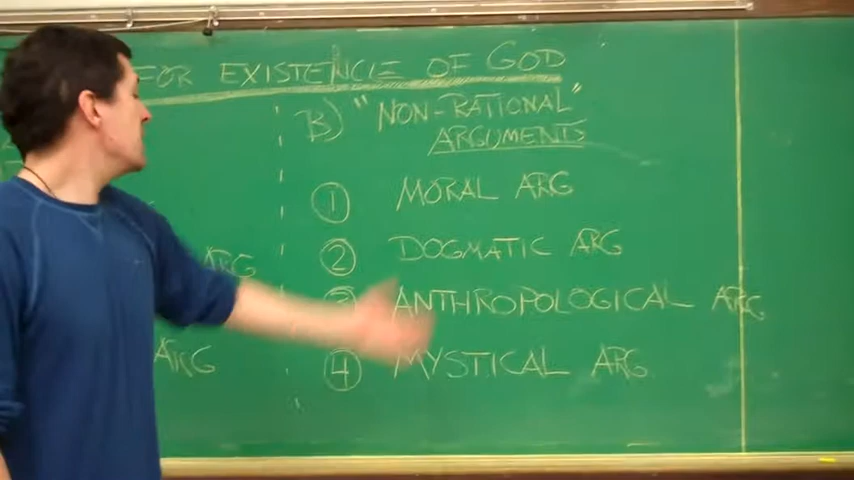 FOR EXISTENCE OF GOD
B) "NON-RATIONAL"
ARGUMENTS
① MORAL ARG
② DOGMATIC ARG
ARG
③ ANTHROPOLOGICAL ARG
ARG
④ MYSTICAL ARG